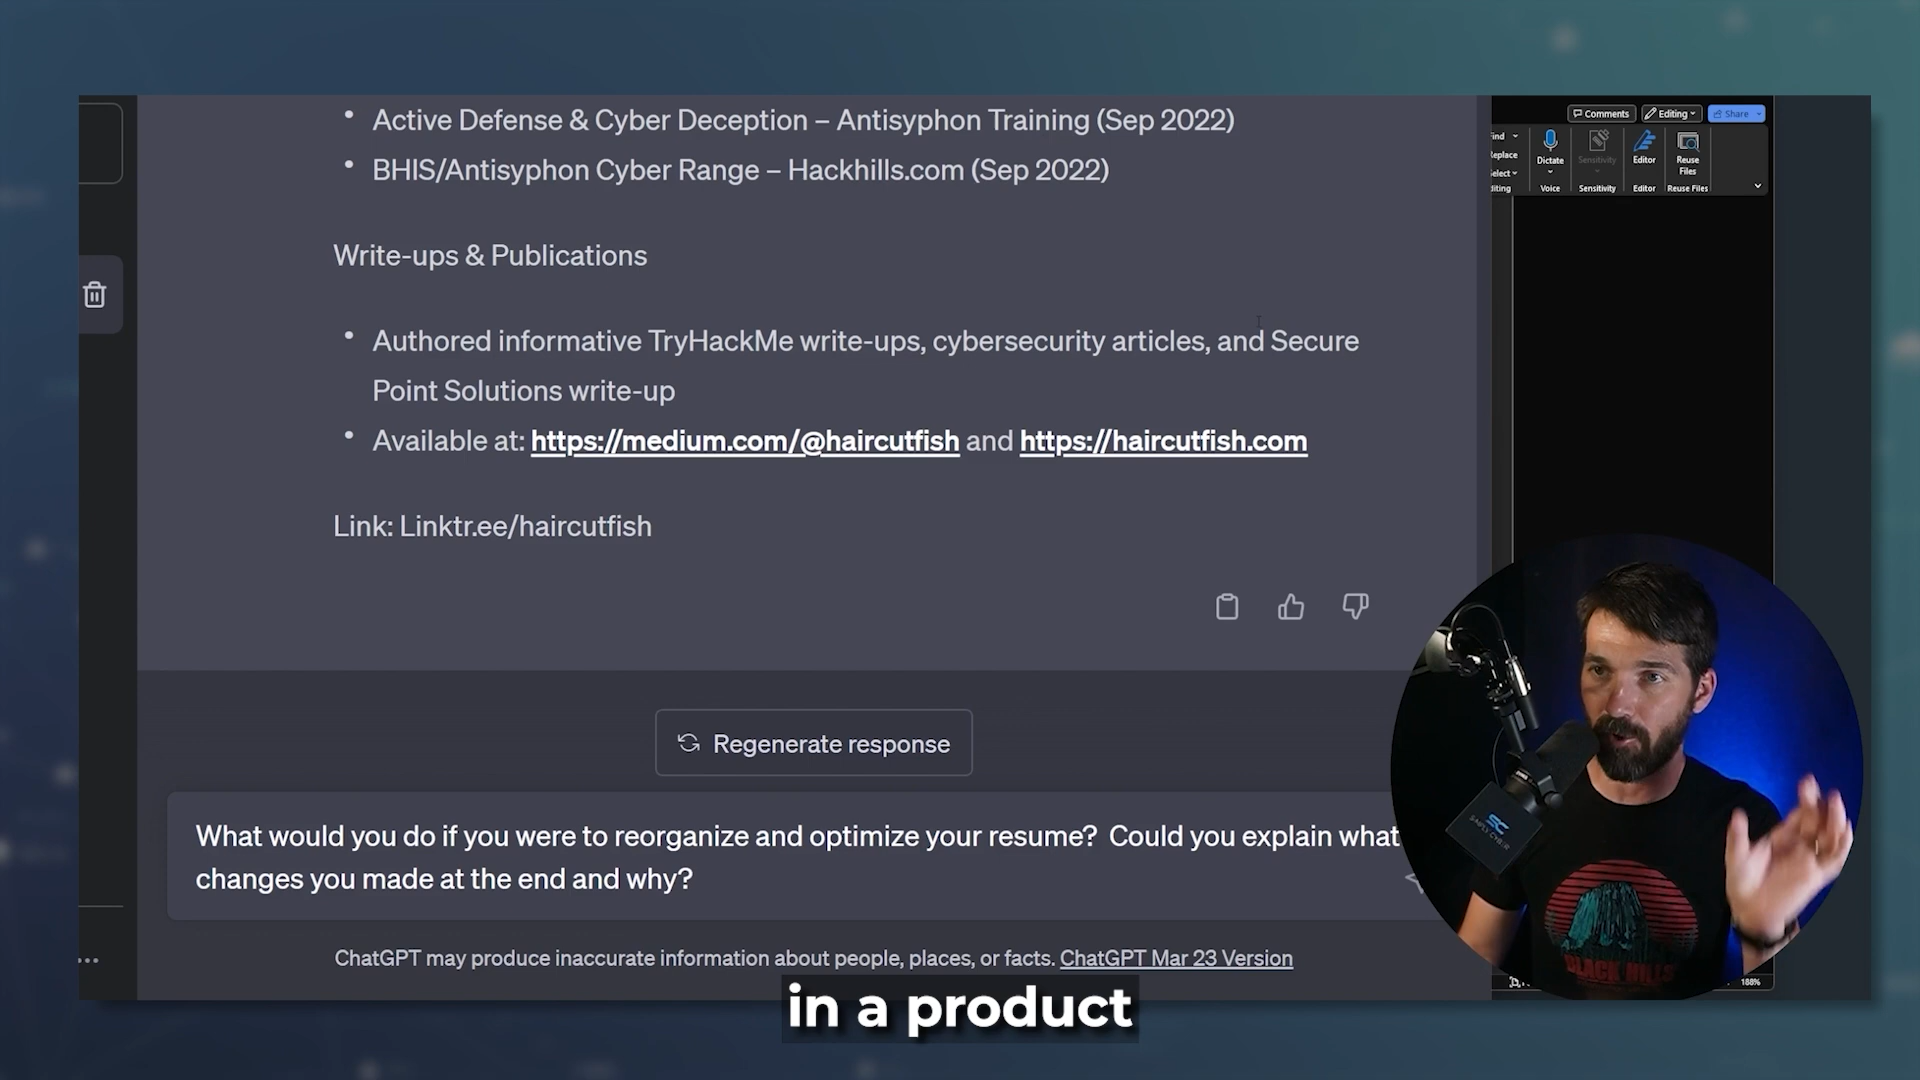 Active Defense & Cyber Deception – Antisyphon Training (Sep 2022)
BHIS/Antisyphon Cyber Range – Hackhills.com (Sep 2022)
Write-ups & Publications
Authored informative TryHackMe write-ups, cybersecurity articles, and Secure
Point Solutions write-up
Available at: https://medium.com/@haircutfish and https://haircutfish.com
Link: Linktr.ee/haircutfish
Regenerate response
What would you do if you were to reorganize and optimize your resume? Could you explain what
changes you made at the end and why?
ChatGPT may produce inaccurate information about people, places, or facts. ChatGPT Mar 23 Version
Comments Editing Share
Dictate Sensitivity Editor Reuse
Files
Voice Sensitivity Editor Reuse Files
SC
BLACK HILLS
188%
in a product